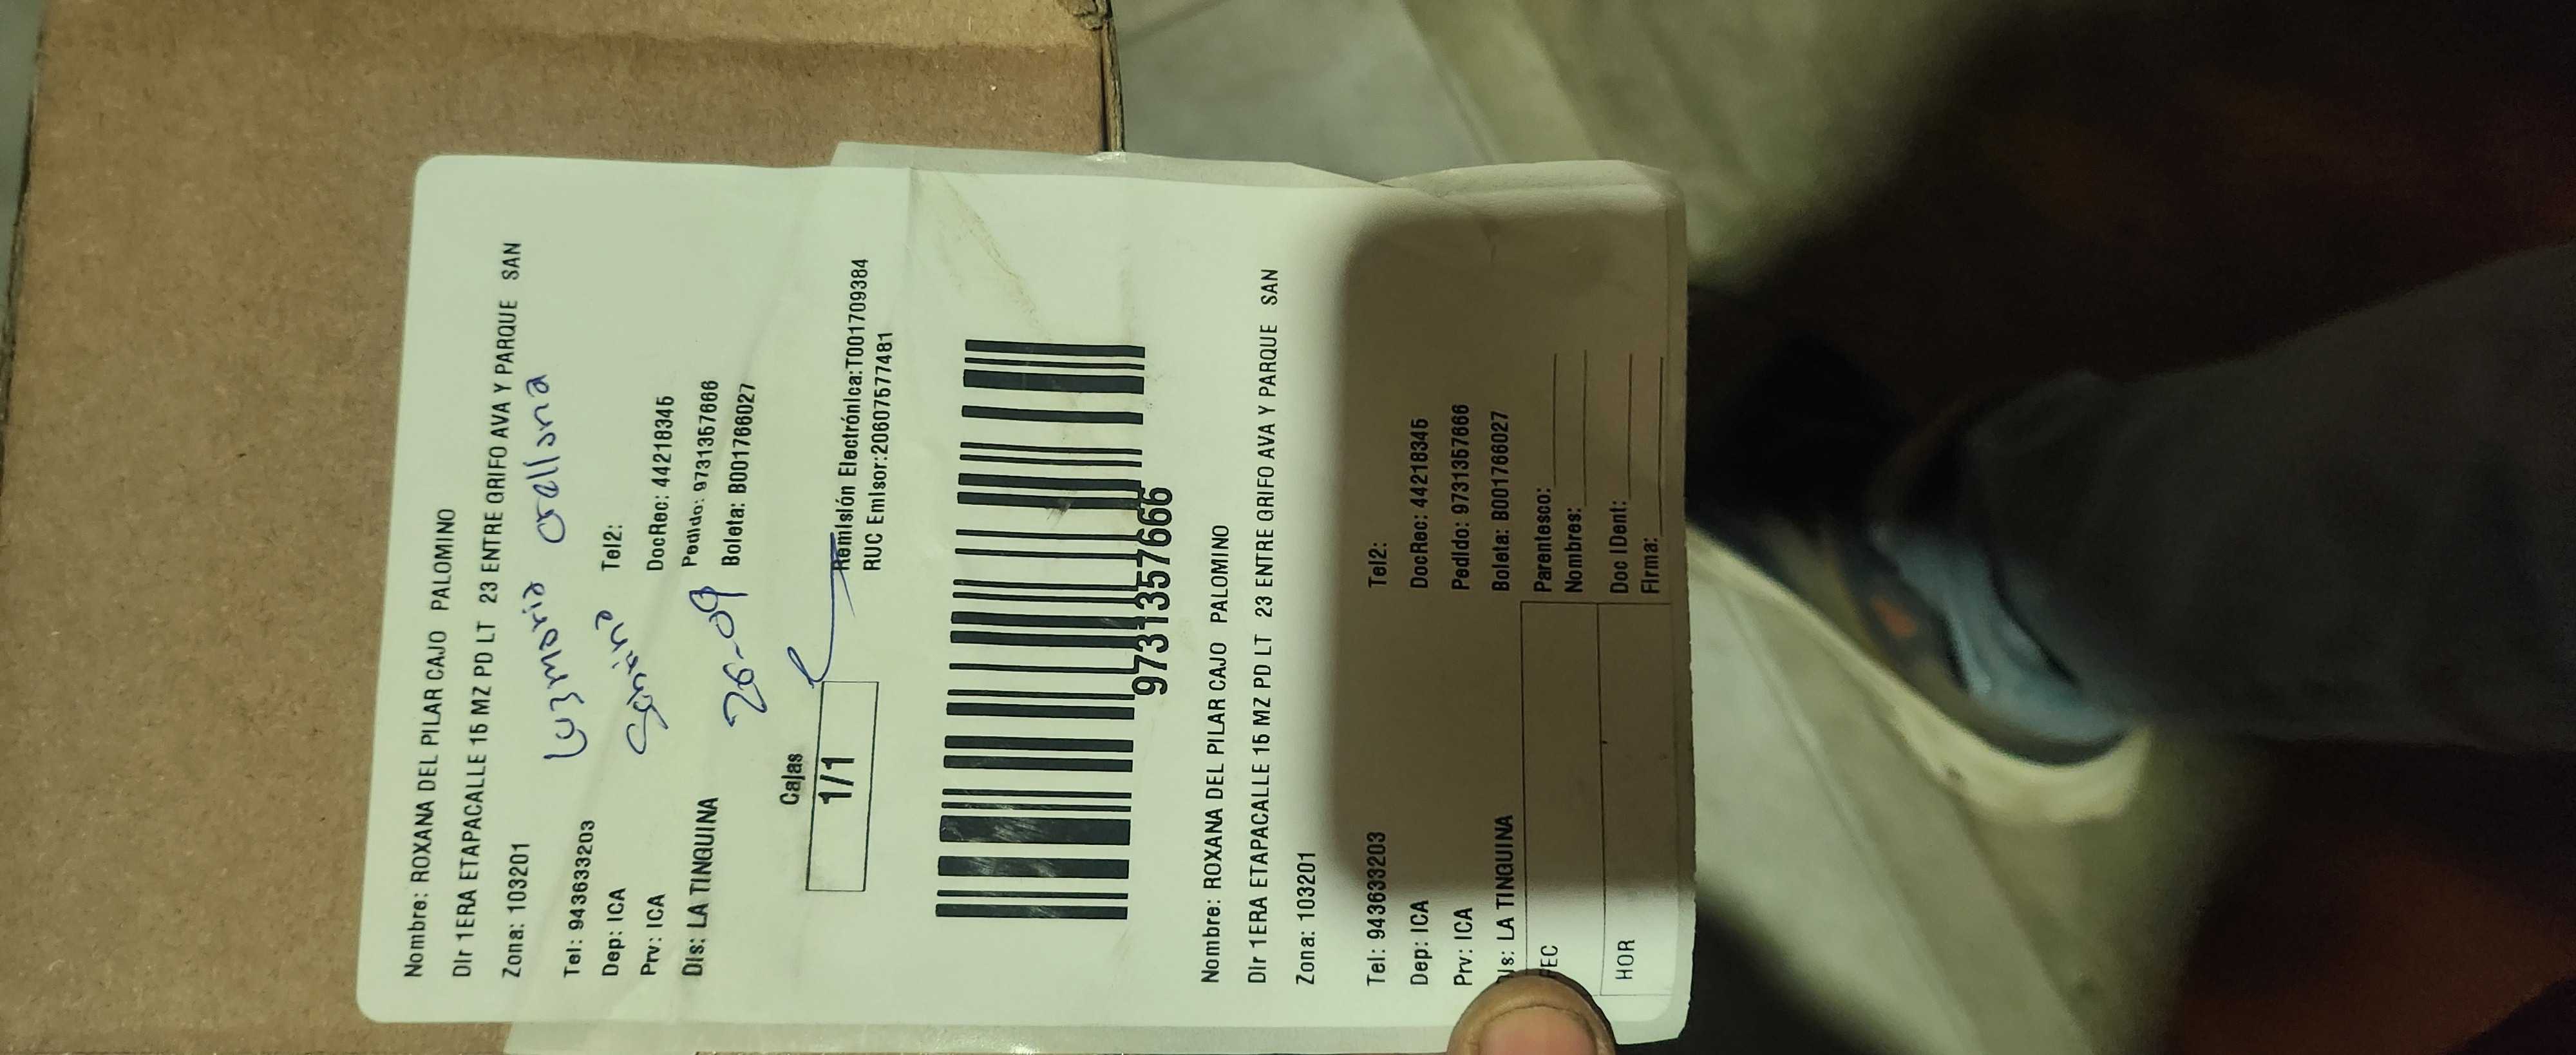 Nombre: ROXANA DEL PILAR CAJO PALOMINO
Dir 1ERA ETAPACALLE 15 MZ PD LT 23 ENTRE GRIFO AVA Y PARQUE SAN
Zona: 103201
Luzmaria Orellana
Tel: 943633203 Tel2:
Dep: ICA DocRec: 44218345
Prv: ICA Pedido: 9731357666
Dis: LA TINGUINA Boleta: B001766027
26-09
Cajas
1/1
Remisión Electrónica:T001709384
RUC Emisor:20607577481
9731357666
Nombre: ROXANA DEL PILAR CAJO PALOMINO
Dir 1ERA ETAPACALLE 15 MZ PD LT 23 ENTRE GRIFO AVA Y PARQUE SAN
Zona: 103201
Tel: 943633203 Tel2:
Dep: ICA DocRec: 44218345
Prv: ICA Pedido: 9731357666
Dis: LA TINGUINA Boleta: B001766027
FEC Parentesco:
Nombres:
HOR Doc IDent:
Firma: